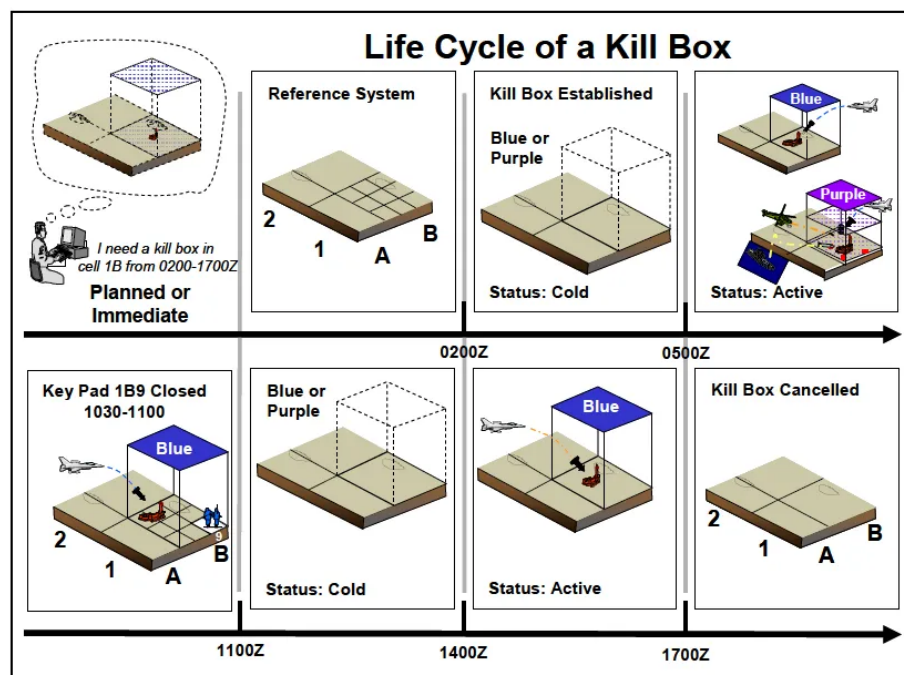 Life Cycle of a Kill Box
I need a kill box in
cell 1B from 0200-1700Z
Planned or
Immediate
Reference System
2
1
A
B
Kill Box Established
Blue or
Purple
Status: Cold
Blue
Purple
Status: Active
0200Z
0500Z
Key Pad 1B9 Closed
1030-1100
Blue
9
2
1
A
B
Blue or
Purple
Status: Cold
Blue
Status: Active
Kill Box Cancelled
2
1
A
B
1100Z
1400Z
1700Z